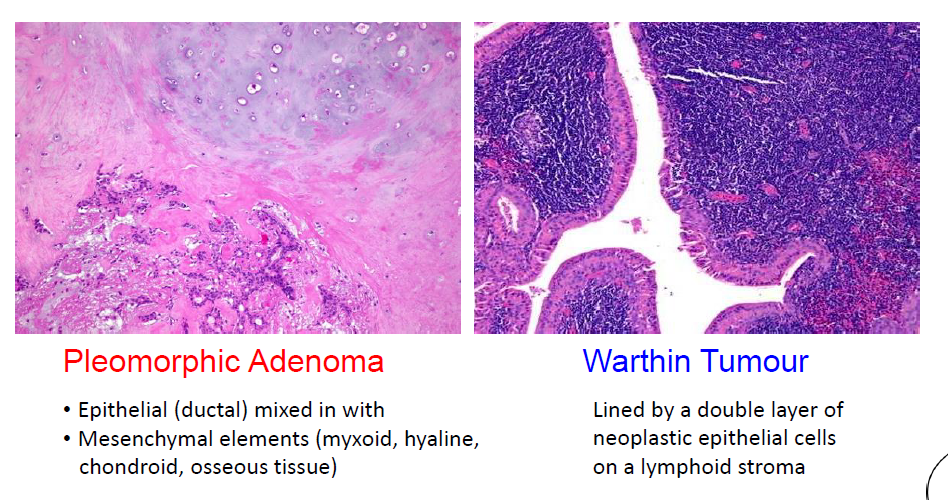 Pleomorphic Adenoma
• Epithelial (ductal) mixed in with
• Mesenchymal elements (myxoid, hyaline,
chondroid, osseous tissue)
Warthin Tumour
Lined by a double layer of
neoplastic epithelial cells
on a lymphoid stroma